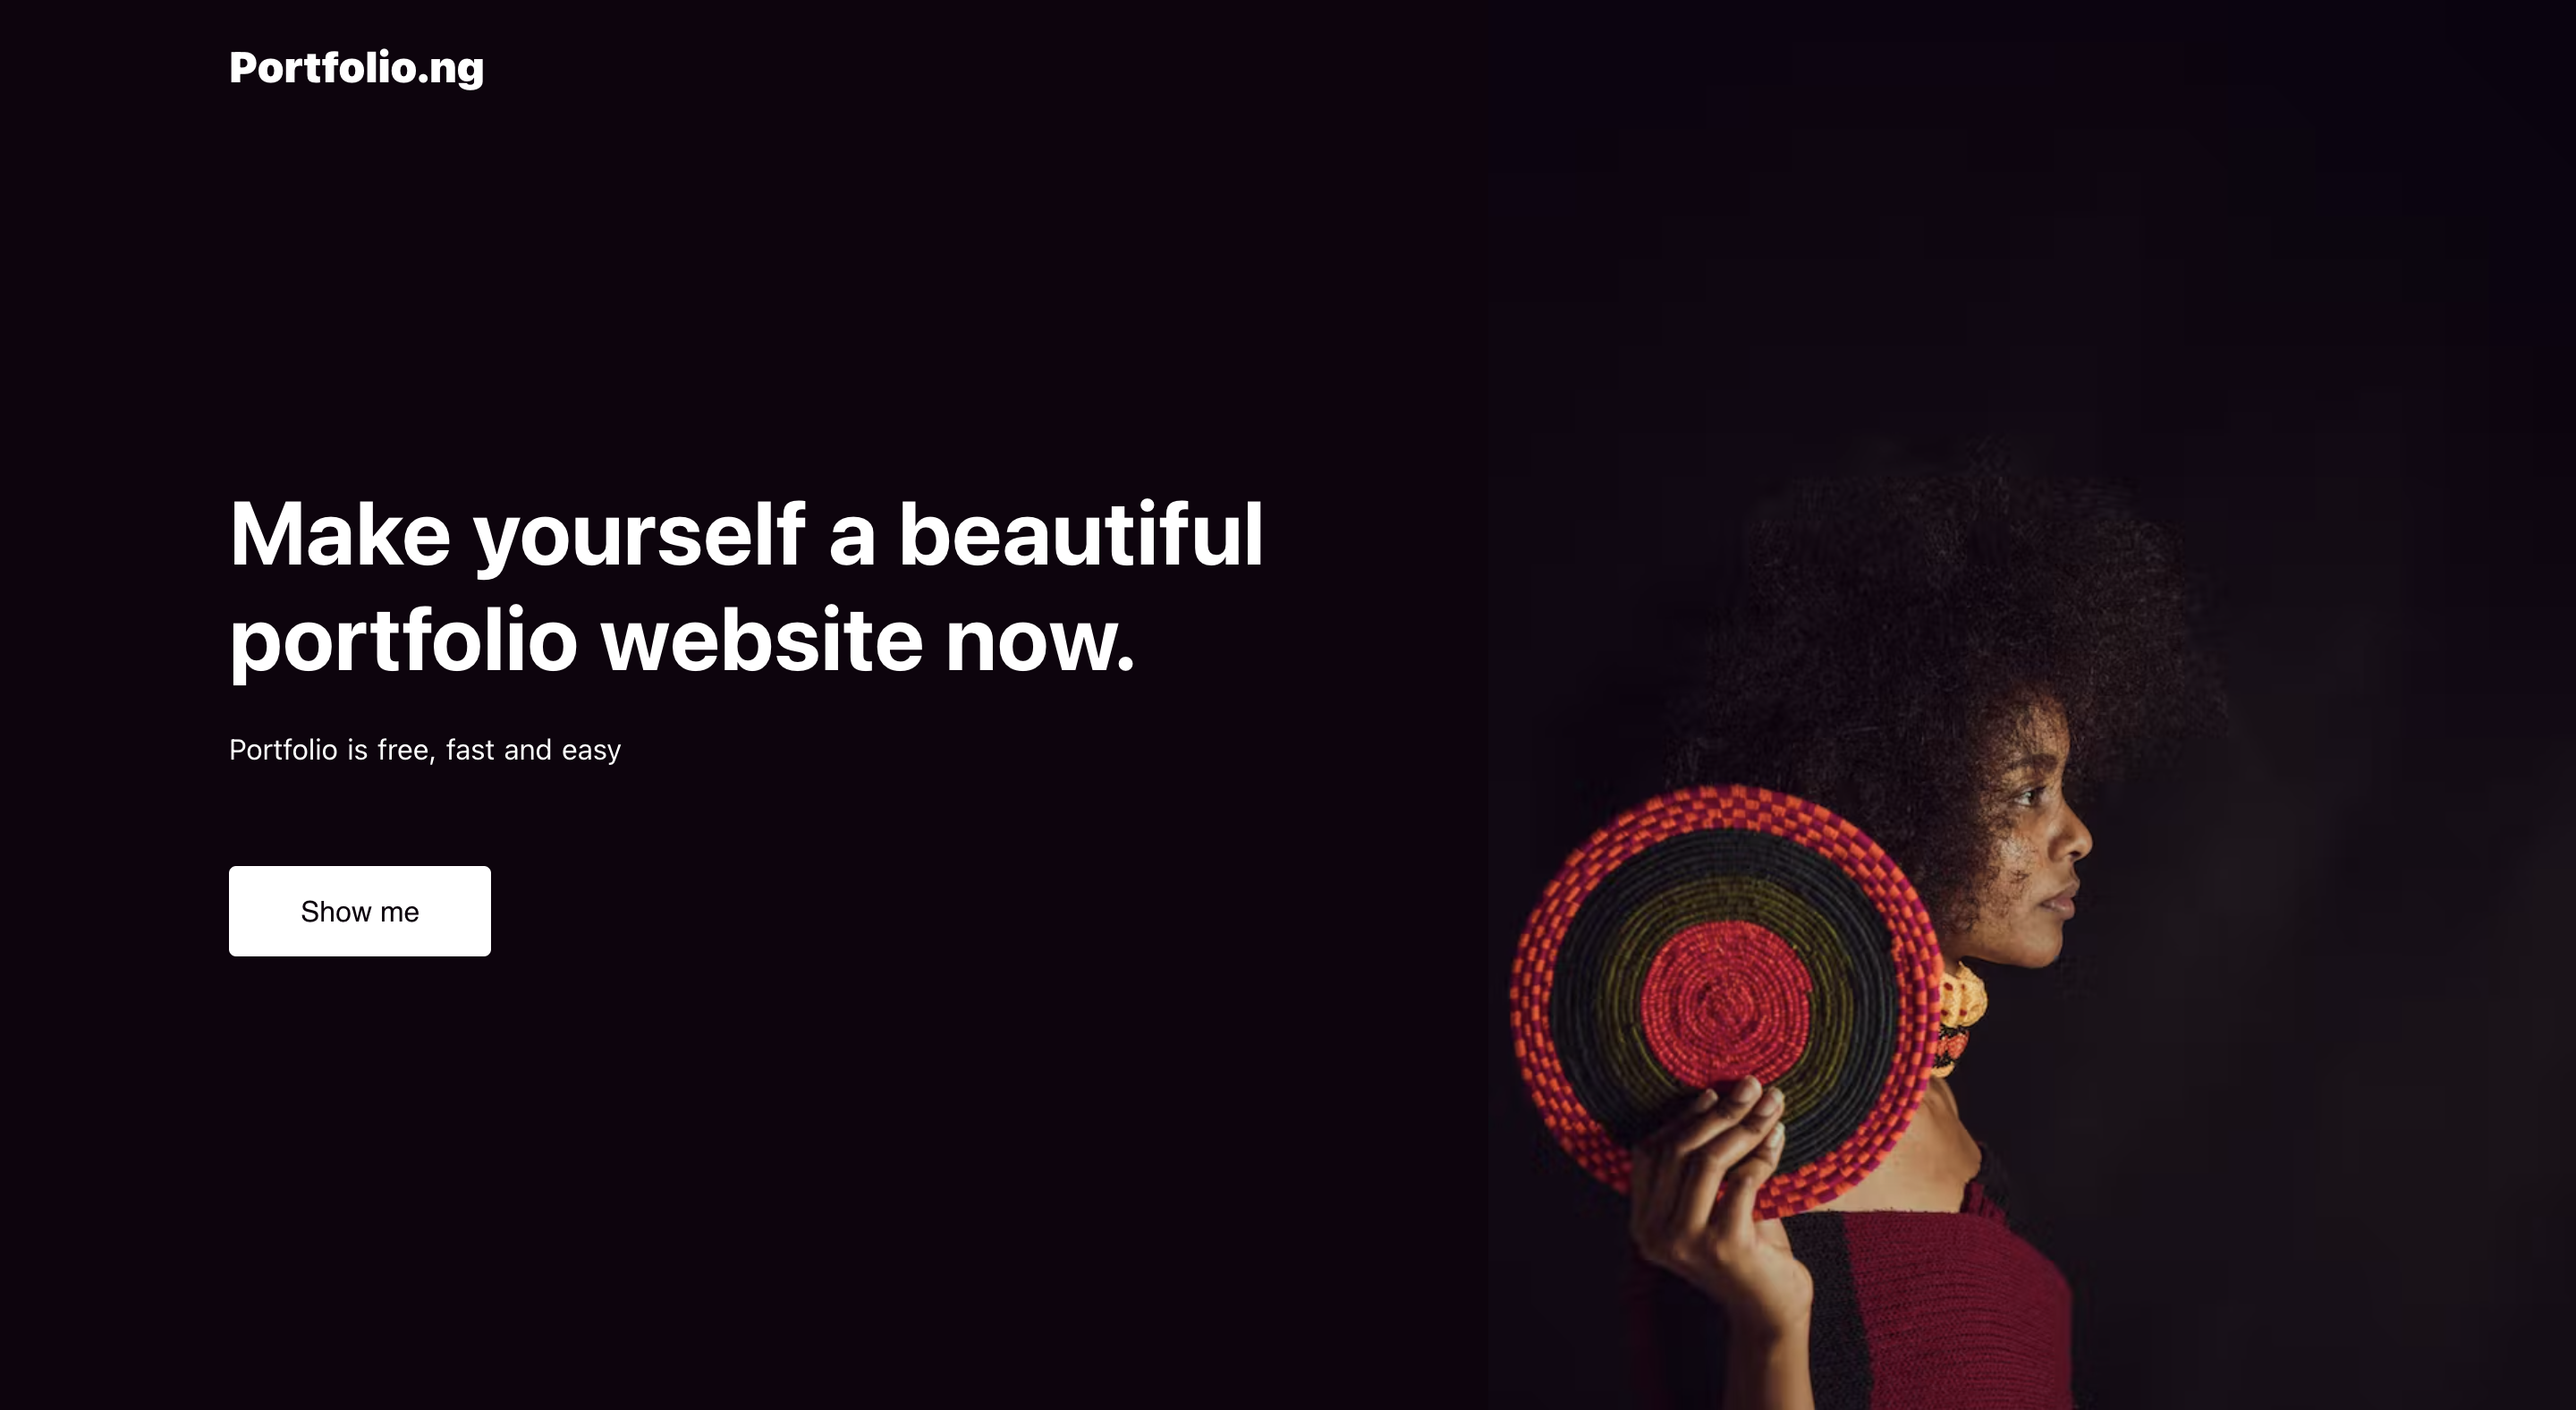 Portfolio.ng
Make yourself a beautiful
portfolio website now.
Portfolio is free, fast and easy
Show me